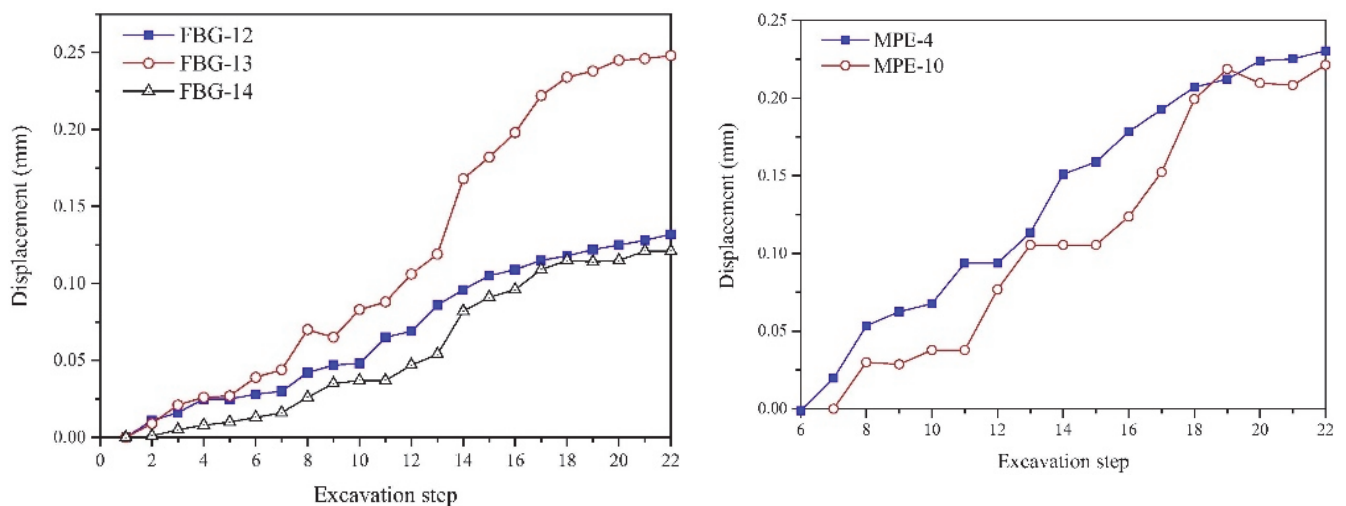 FBG-12
FBG-13
FBG-14
0.25
0.20
0.15
0.10
0.05
0.00
Displacement (mm)
0 2 4 6 8 10 12 14 16 18 20 22
Excavation step
MPE-4
MPE-10
0.25
0.20
0.15
0.10
0.05
0.00
Displacement (mm)
6 8 10 12 14 16 18 20 22
Excavation step